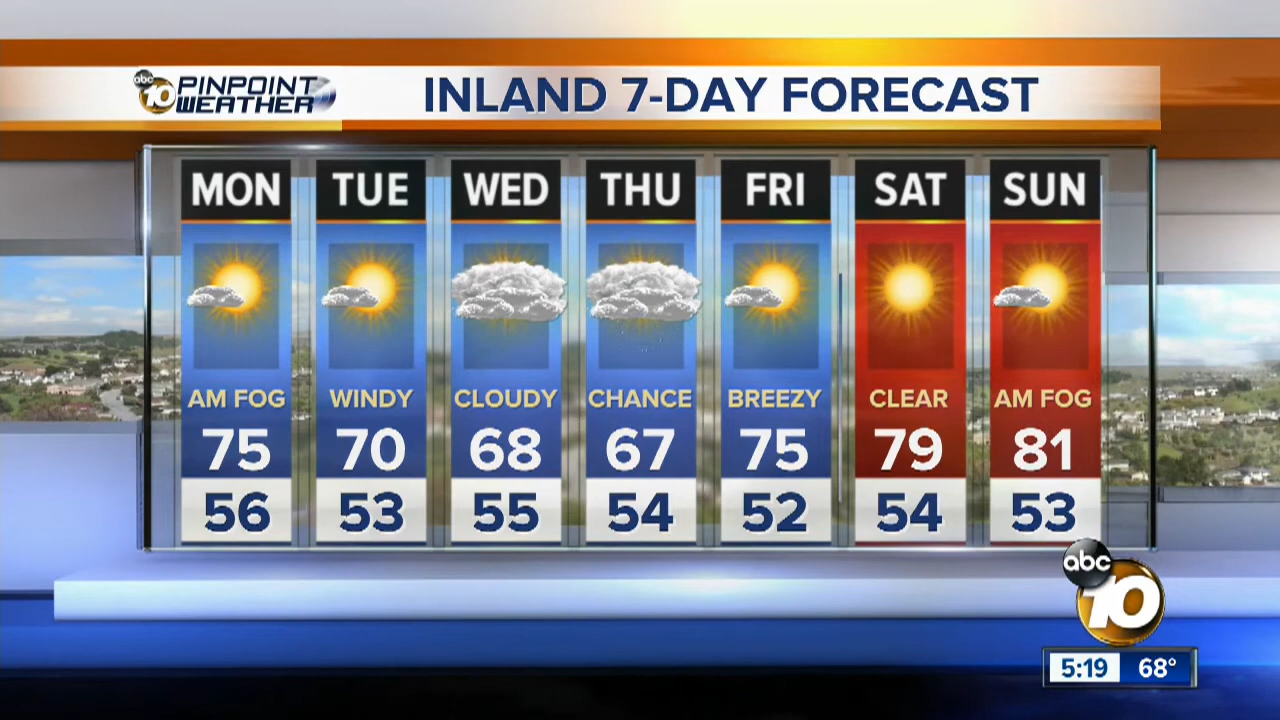 abc 10 PINPOINT WEATHER
INLAND 7-DAY FORECAST
MON TUE WED THU FRI SAT SUN
AM FOG WINDY CLOUDY CHANCE BREEZY CLEAR AM FOG
75 70 68 67 75 79 81
56 53 55 54 52 54 53
abc
10
5:19 68°